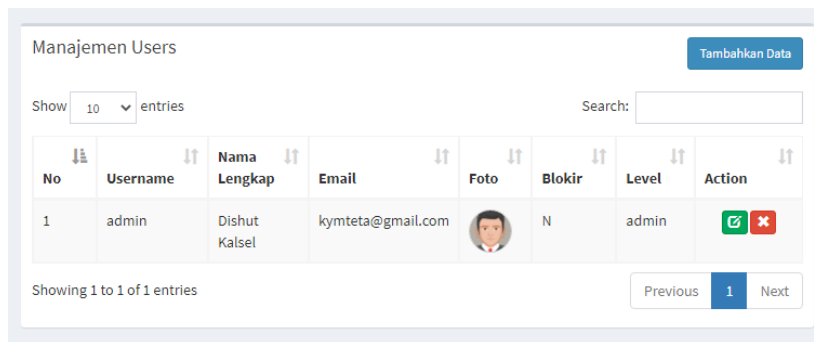 Manajemen Users
Tambahkan Data
Show 10 entries
Search:
No Username Nama Lengkap Email Foto Blokir Level Action
1 admin Dishut Kalsel kymteta@gmail.com N admin
Showing 1 to 1 of 1 entries
Previous 1 Next